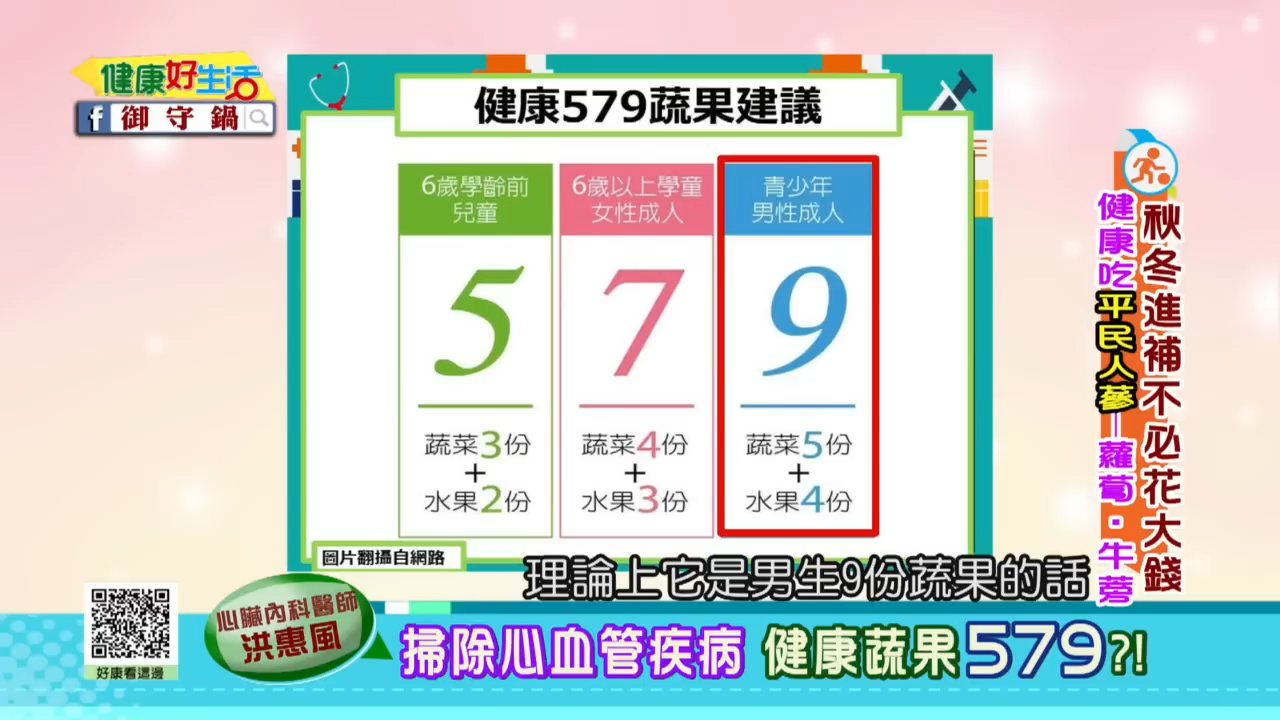 健康好生活
御守鍋
健康579蔬果建議
6歲學齡前
兒童
5
蔬菜3份
+
水果2份
6歲以上學童
女性成人
7
蔬菜4份
+
水果3份
青少年
男性成人
9
蔬菜5份
+
水果4份
圖片翻攝自網路
秋冬進補不必花大錢
健康吃平民人蔘─蘿蔔・牛蒡
理論上它是男生9份蔬果的話
好康看這邊
心臟內科醫師
洪惠風
掃除心血管疾病 健康蔬果579?!